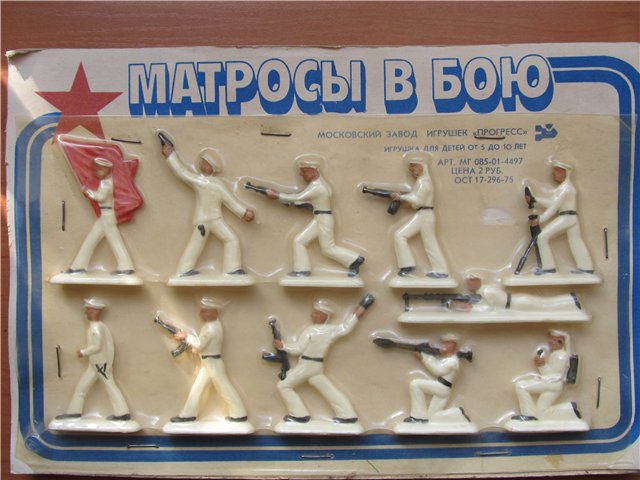 МАТРОСЫ В БОЮ
МОСКОВСКИЙ ЗАВОД ИГРУШЕК «ПРОГРЕСС»
ИГРУШКА ДЛЯ ДЕТЕЙ ОТ 5 ДО 10 ЛЕТ
АРТ. МГ 085-01-4497
ЦЕНА 2 РУБ.
ОСТ 17-296-75